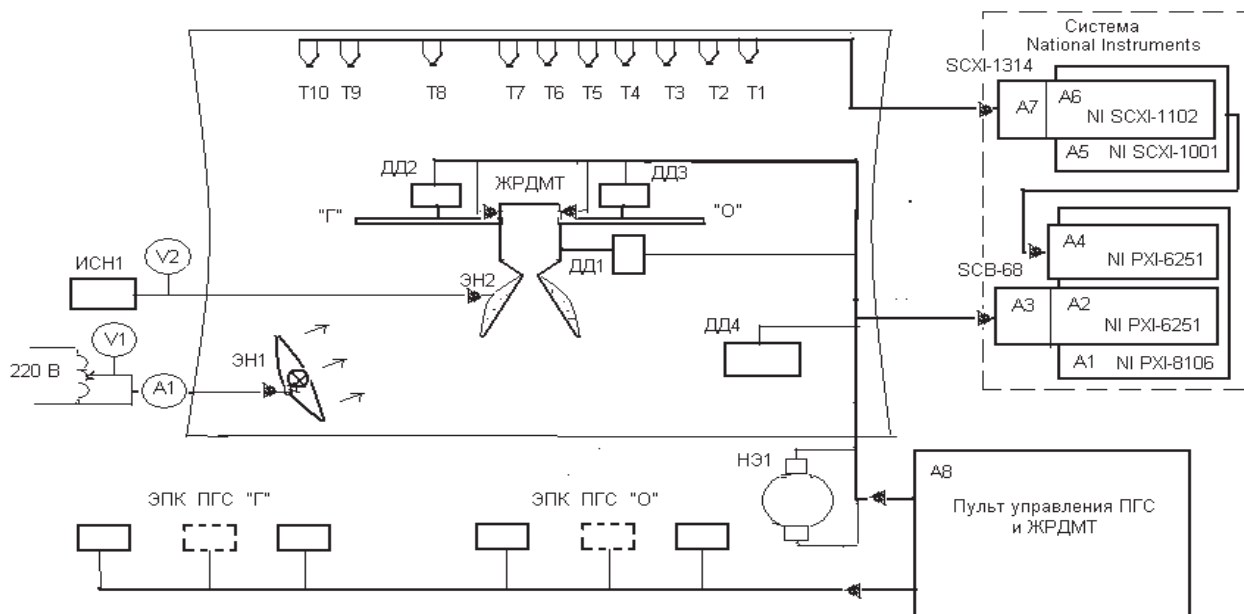 Система
National Instruments
SCXI-1314
A7
A6
NI SCXI-1102
A5 NI SCXI-1001
T10 T9 T8 T7 T6 T5 T4 T3 T2 T1
ДД2
ЖРДМТ
ДД3
"Г"
"О"
ДД1
ЭН2
ИСН1
V2
V1
220 В
A1
ЭН1
ДД4
SCB-68
A4
NI PXI-6251
A3
A2
NI PXI-6251
A1 NI PXI-8106
НЭ1
A8
Пульт управления ПГС
и ЖРДМТ
ЭПК ПГС "Г"
ЭПК ПГС "О"